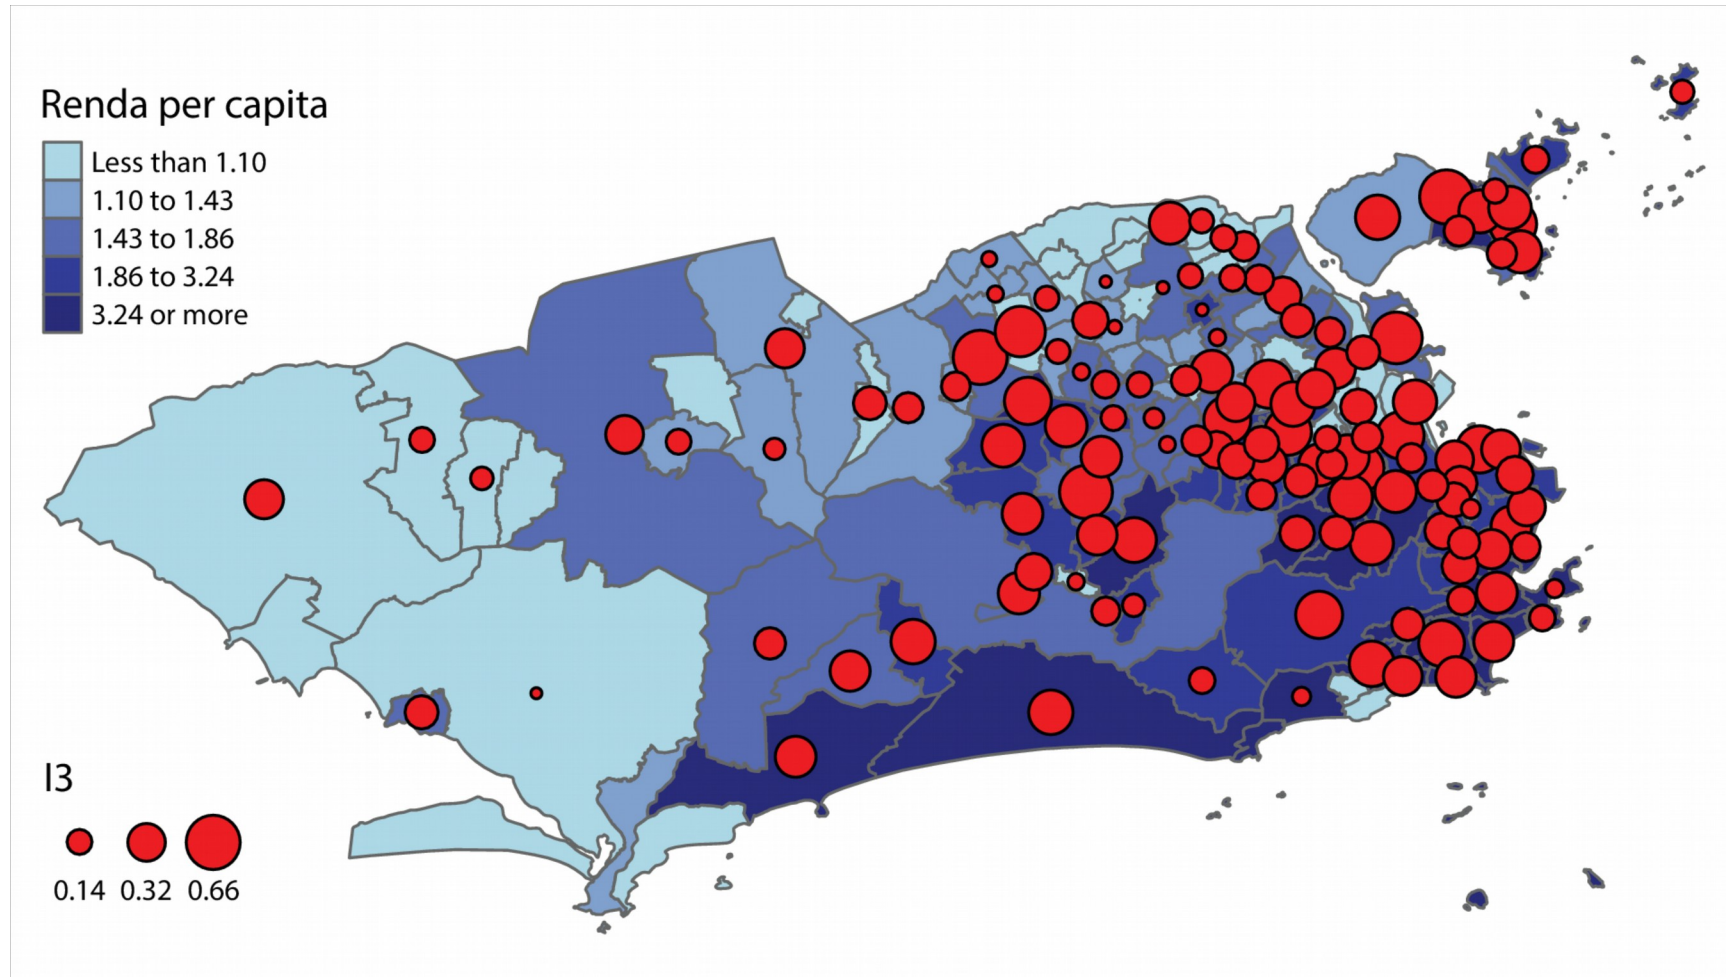 Renda per capita
Less than 1.10
1.10 to 1.43
1.43 to 1.86
1.86 to 3.24
3.24 or more
I3
0.14 0.32 0.66